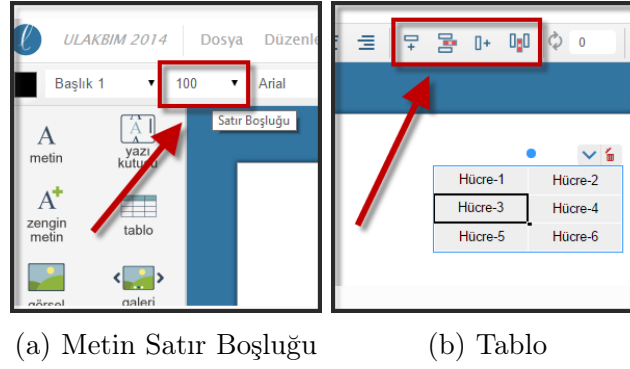 ULAKBIM 2014 Dosya Düzenle
Başlık 1 100 Arial
Satır Boşluğu
metin
yazı
kutusu
zengin
metin
tablo
görsel
galeri
0
Hücre-1 Hücre-2
Hücre-3 Hücre-4
Hücre-5 Hücre-6
(a) Metin Satır Boşluğu
(b) Tablo